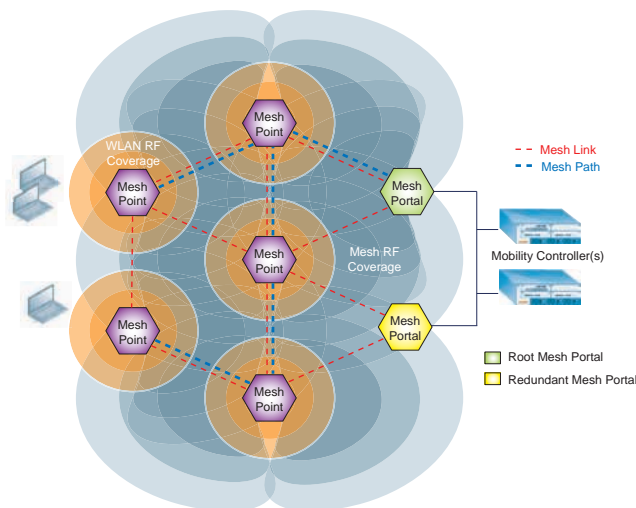 Mesh
Point
WLAN RF
Coverage
Mesh Link
Mesh Path
Mesh
Point
Mesh
Portal
Mesh
Point
Mesh RF
Coverage
Mobility Controller(s)
Mesh
Point
Mesh
Portal
Root Mesh Portal
Redundant Mesh Portal
Mesh
Point